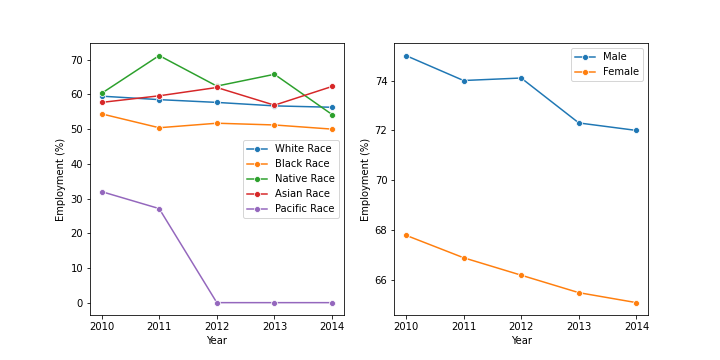 70
60
50
40
30
20
10
0
Employment (%)
2010 2011 2012 2013 2014
Year
White Race
Black Race
Native Race
Asian Race
Pacific Race
74
72
70
68
66
Employment (%)
2010 2011 2012 2013 2014
Year
Male
Female